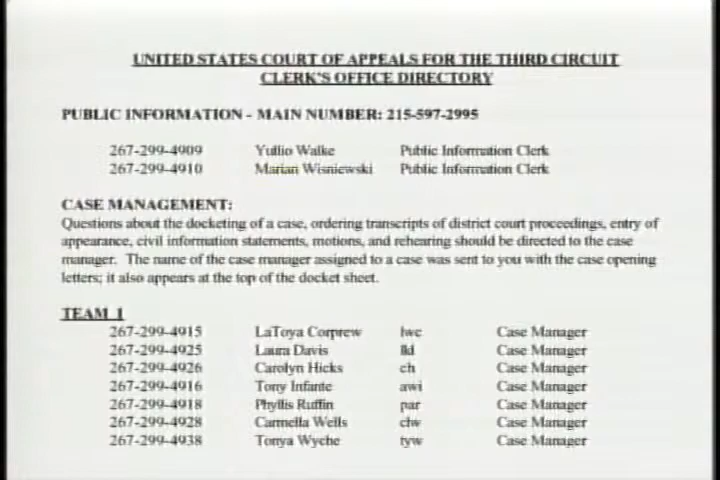 UNITED STATES COURT OF APPEALS FOR THE THIRD CIRCUIT
CLERK'S OFFICE DIRECTORY
PUBLIC INFORMATION - MAIN NUMBER: 215-597-2995
267-299-4909 Yullio Walke Public Information Clerk
267-299-4910 Marian Wisniewski Public Information Clerk
CASE MANAGEMENT:
Questions about the docketing of a case, ordering transcripts of district court proceedings, entry of
appearance, civil information statements, motions, and rehearing should be directed to the case
manager. The name of the case manager assigned to a case was sent to you with the case opening
letters; it also appears at the top of the docket sheet.
TEAM 1
267-299-4915 LaToya Corprew lwc Case Manager
267-299-4925 Laura Davis lld Case Manager
267-299-4926 Carolyn Hicks ch Case Manager
267-299-4916 Tony Infante awi Case Manager
267-299-4918 Phyllis Ruffin par Case Manager
267-299-4928 Carmella Wells clw Case Manager
267-299-4938 Tonya Wyche tyw Case Manager